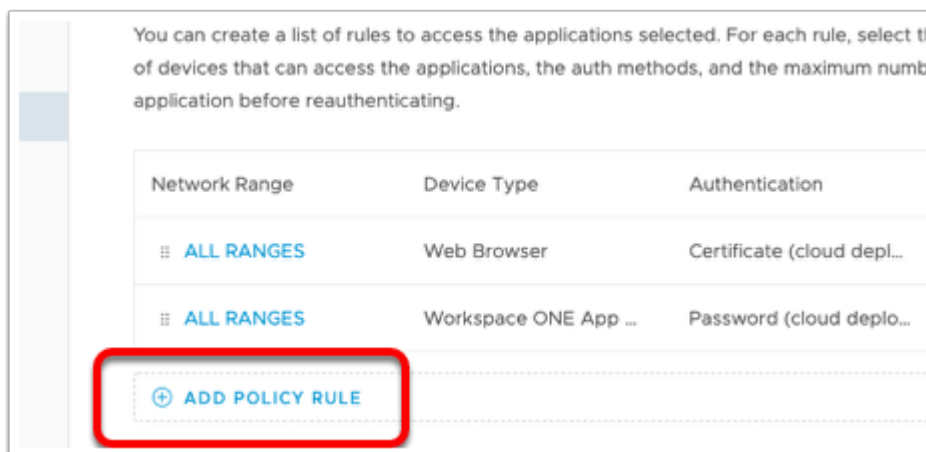 You can create a list of rules to access the applications selected. For each rule, select
of devices that can access the applications, the auth methods, and the maximum
application before reauthenticating.
Network Range Device Type Authentication
ALL RANGES Web Browser Certificate (cloud depl...
ALL RANGES Workspace ONE App ... Password (cloud deplo...
ADD POLICY RULE